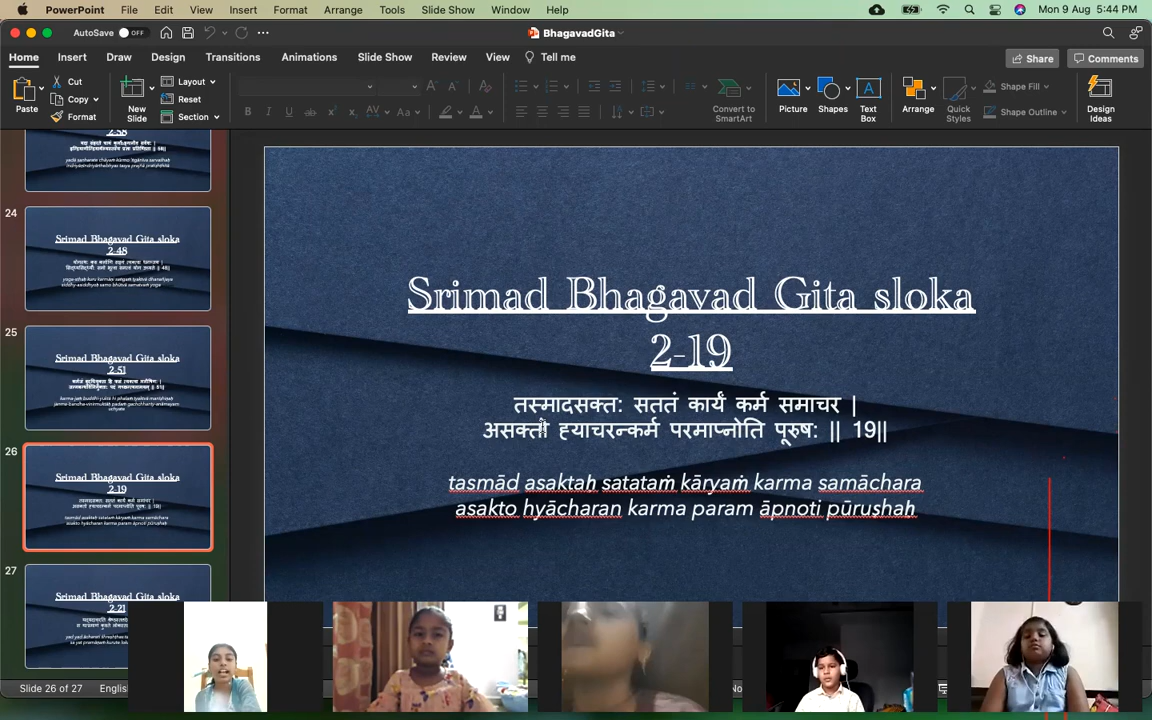 PowerPoint File Edit View Insert Format Arrange Tools Slide Show Window Help Mon 9 Aug 5:44 PM
AutoSave OFF BhagavadGita
Home Insert Draw Design Transitions Animations Slide Show Review View Tell me Share Comments
Paste Cut Copy Format New Slide Layout Reset Section Convert to SmartArt Picture Shapes Text Box Arrange Quick Styles Shape Fill Shape Outline Design Ideas
2.58
24
Srimad Bhagavad Gita sloka
2.48
25
Srimad Bhagavad Gita sloka
2.51
26
Srimad Bhagavad Gita sloka
2-19
27
Srimad Bhagavad Gita sloka
2.21
Srimad Bhagavad Gita sloka
2-19
तस्मादसक्त: सततं कार्यं कर्म समाचर |
असक्तो ह्याचरन्कर्म परमाप्नोति पूरुष: || 19||
tasmād asaktaḥ satataṁ kāryaṁ karma samāchara
asakto hyācharan karma param āpnoti pūruṣhaḥ
Slide 26 of 27 English No